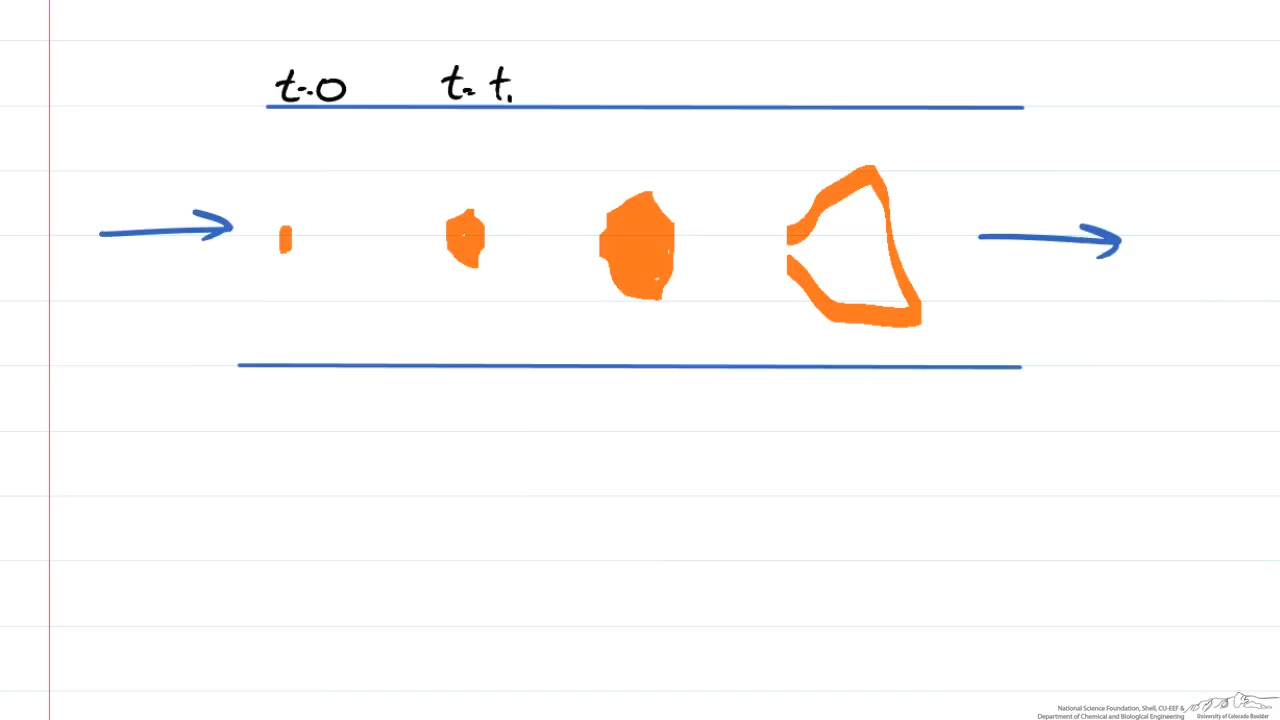 t=0 t=t₁
National Science Foundation, Shell, CU-EEF &
Department of Chemical and Biological Engineering
University of Colorado Boulder